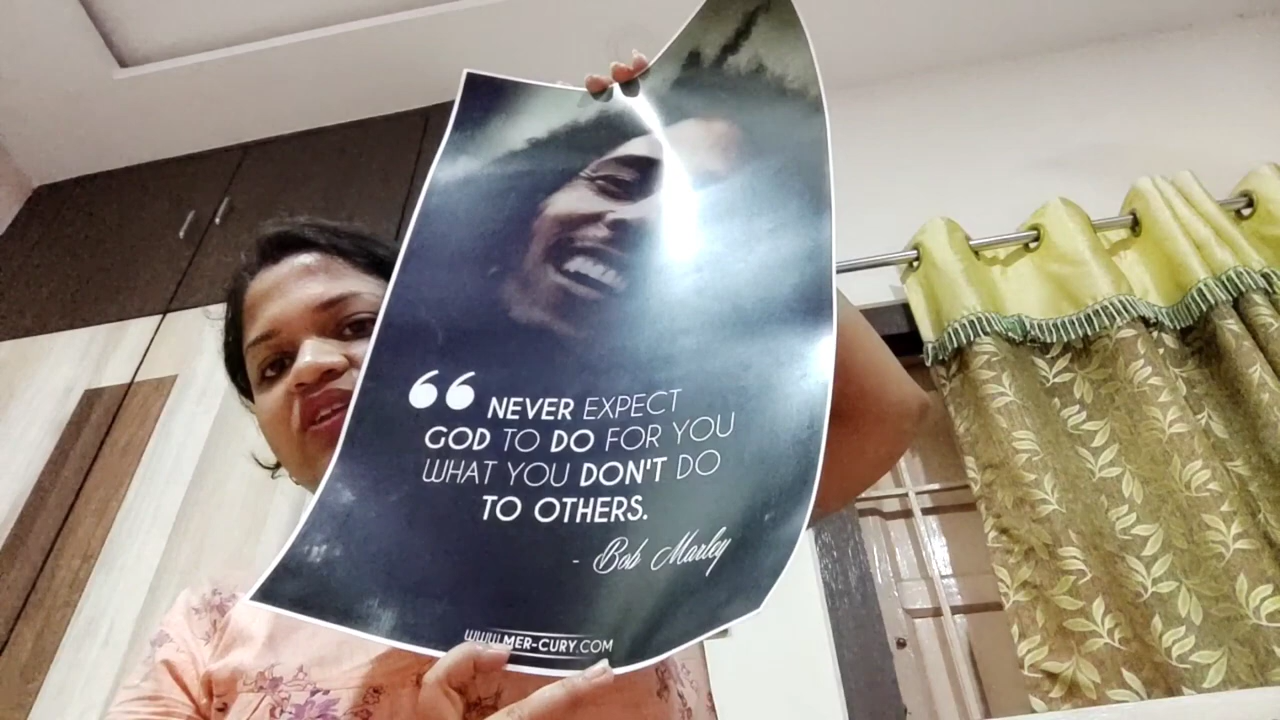 “ NEVER EXPECT
GOD TO DO FOR YOU
WHAT YOU DON'T DO
TO OTHERS.
- Bob Marley
WWW.MER-CURY.COM